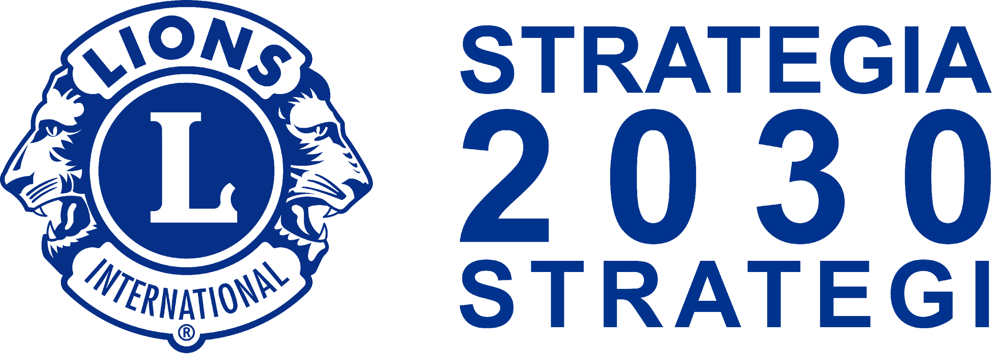 LIONS
L
INTERNATIONAL
®
STRATEGIA
2030
STRATEGI